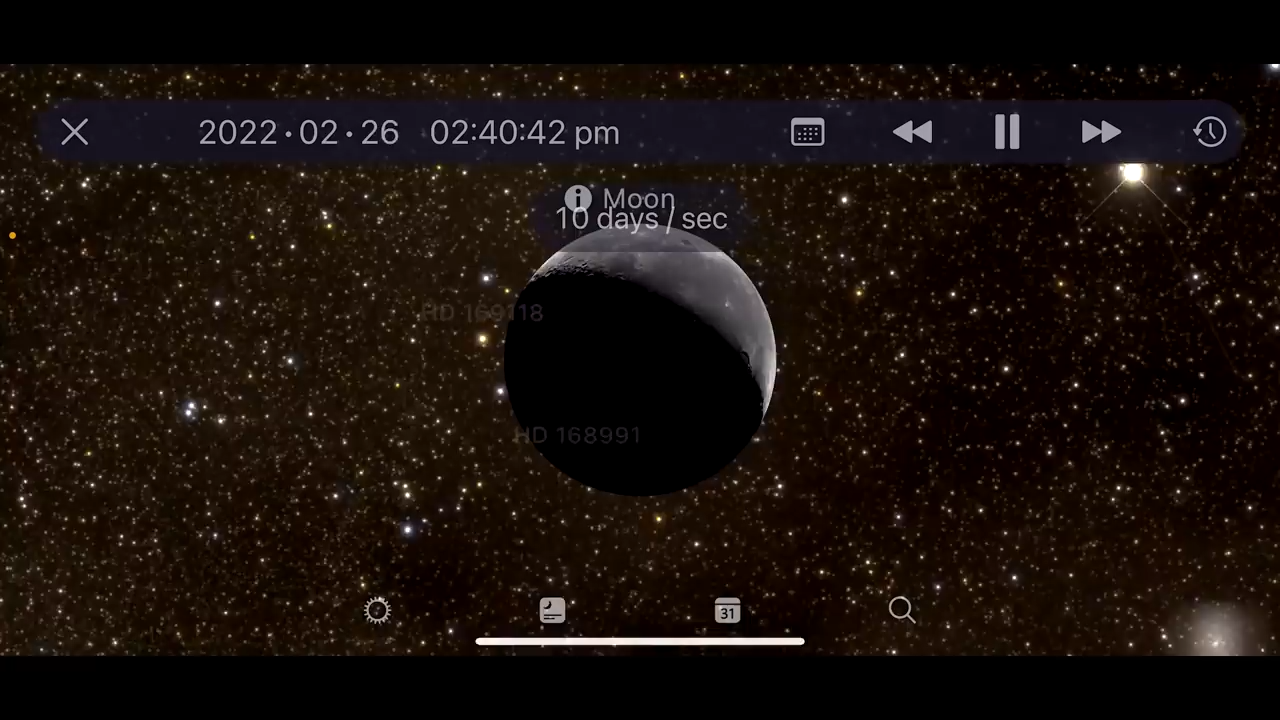 2022·02·26 02:40:42 pm
Moon
10 days / sec
HD 169118
HD 168991
31